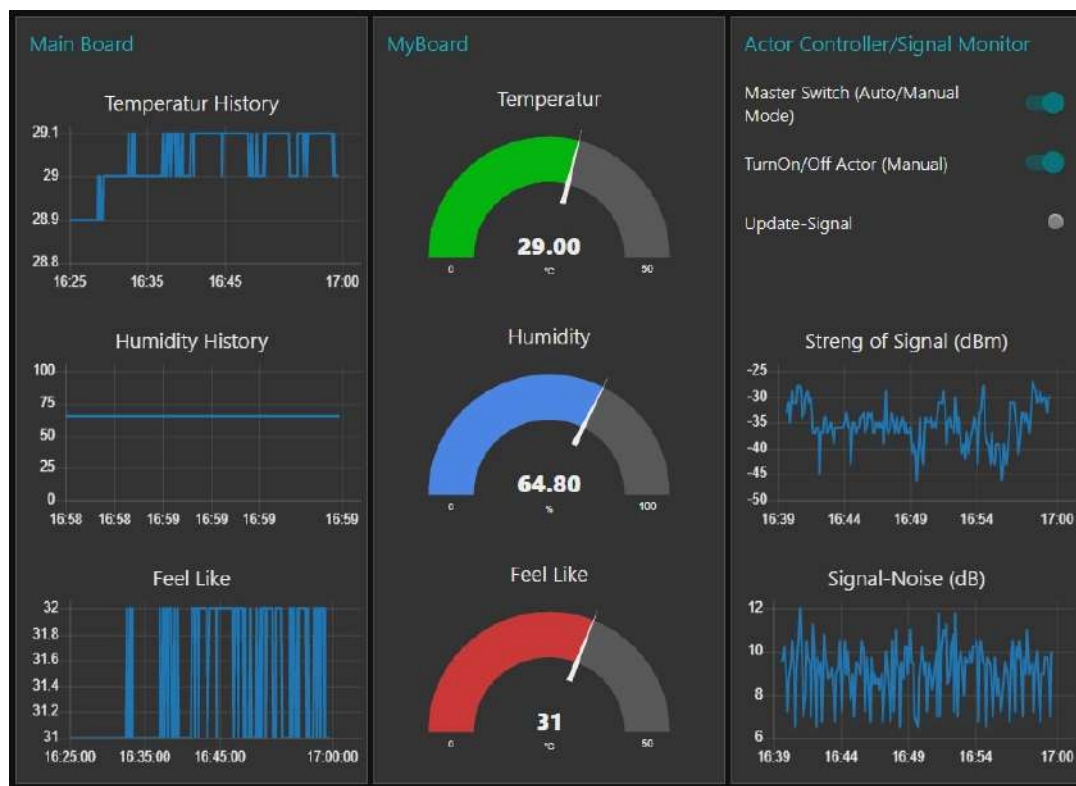 Main Board
Temperatur History
29.1
29
28.9
28.8
16:25 16:35 16:45 17:00
Humidity History
100
75
50
25
0
16:58 16:58 16:59 16:59 16:59 16:59
Feel Like
32
31.8
31.6
31.4
31.2
31
16:25:00 16:35:00 16:45:00 17:00:00
MyBoard
Temperatur
29.00
0 °C 50
Humidity
64.80
0 % 100
Feel Like
31
0 °C 50
Actor Controller/Signal Monitor
Master Switch (Auto/Manual
Mode)
TurnOn/Off Actor (Manual)
Update-Signal
Streng of Signal (dBm)
-25
-30
-35
-40
-45
-50
16:39 16:44 16:49 16:54 17:00
Signal-Noise (dB)
12
10
8
6
16:39 16:44 16:49 16:54 17:00